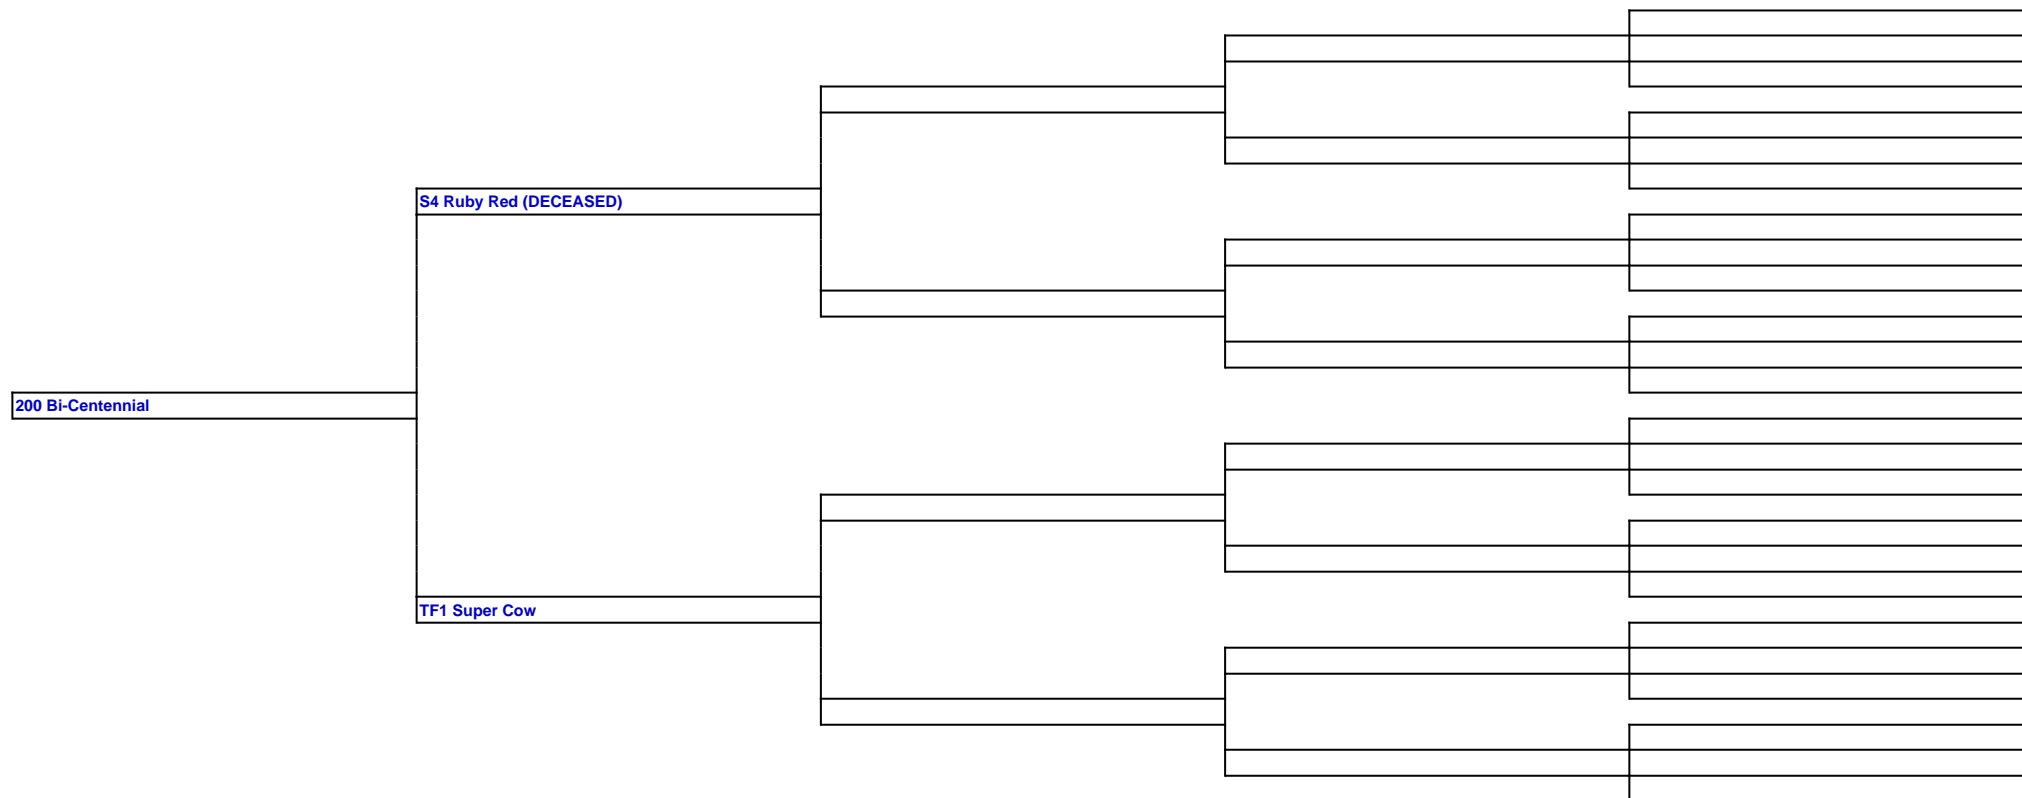 S4 Ruby Red (DECEASED)
200 Bi-Centennial
TF1 Super Cow